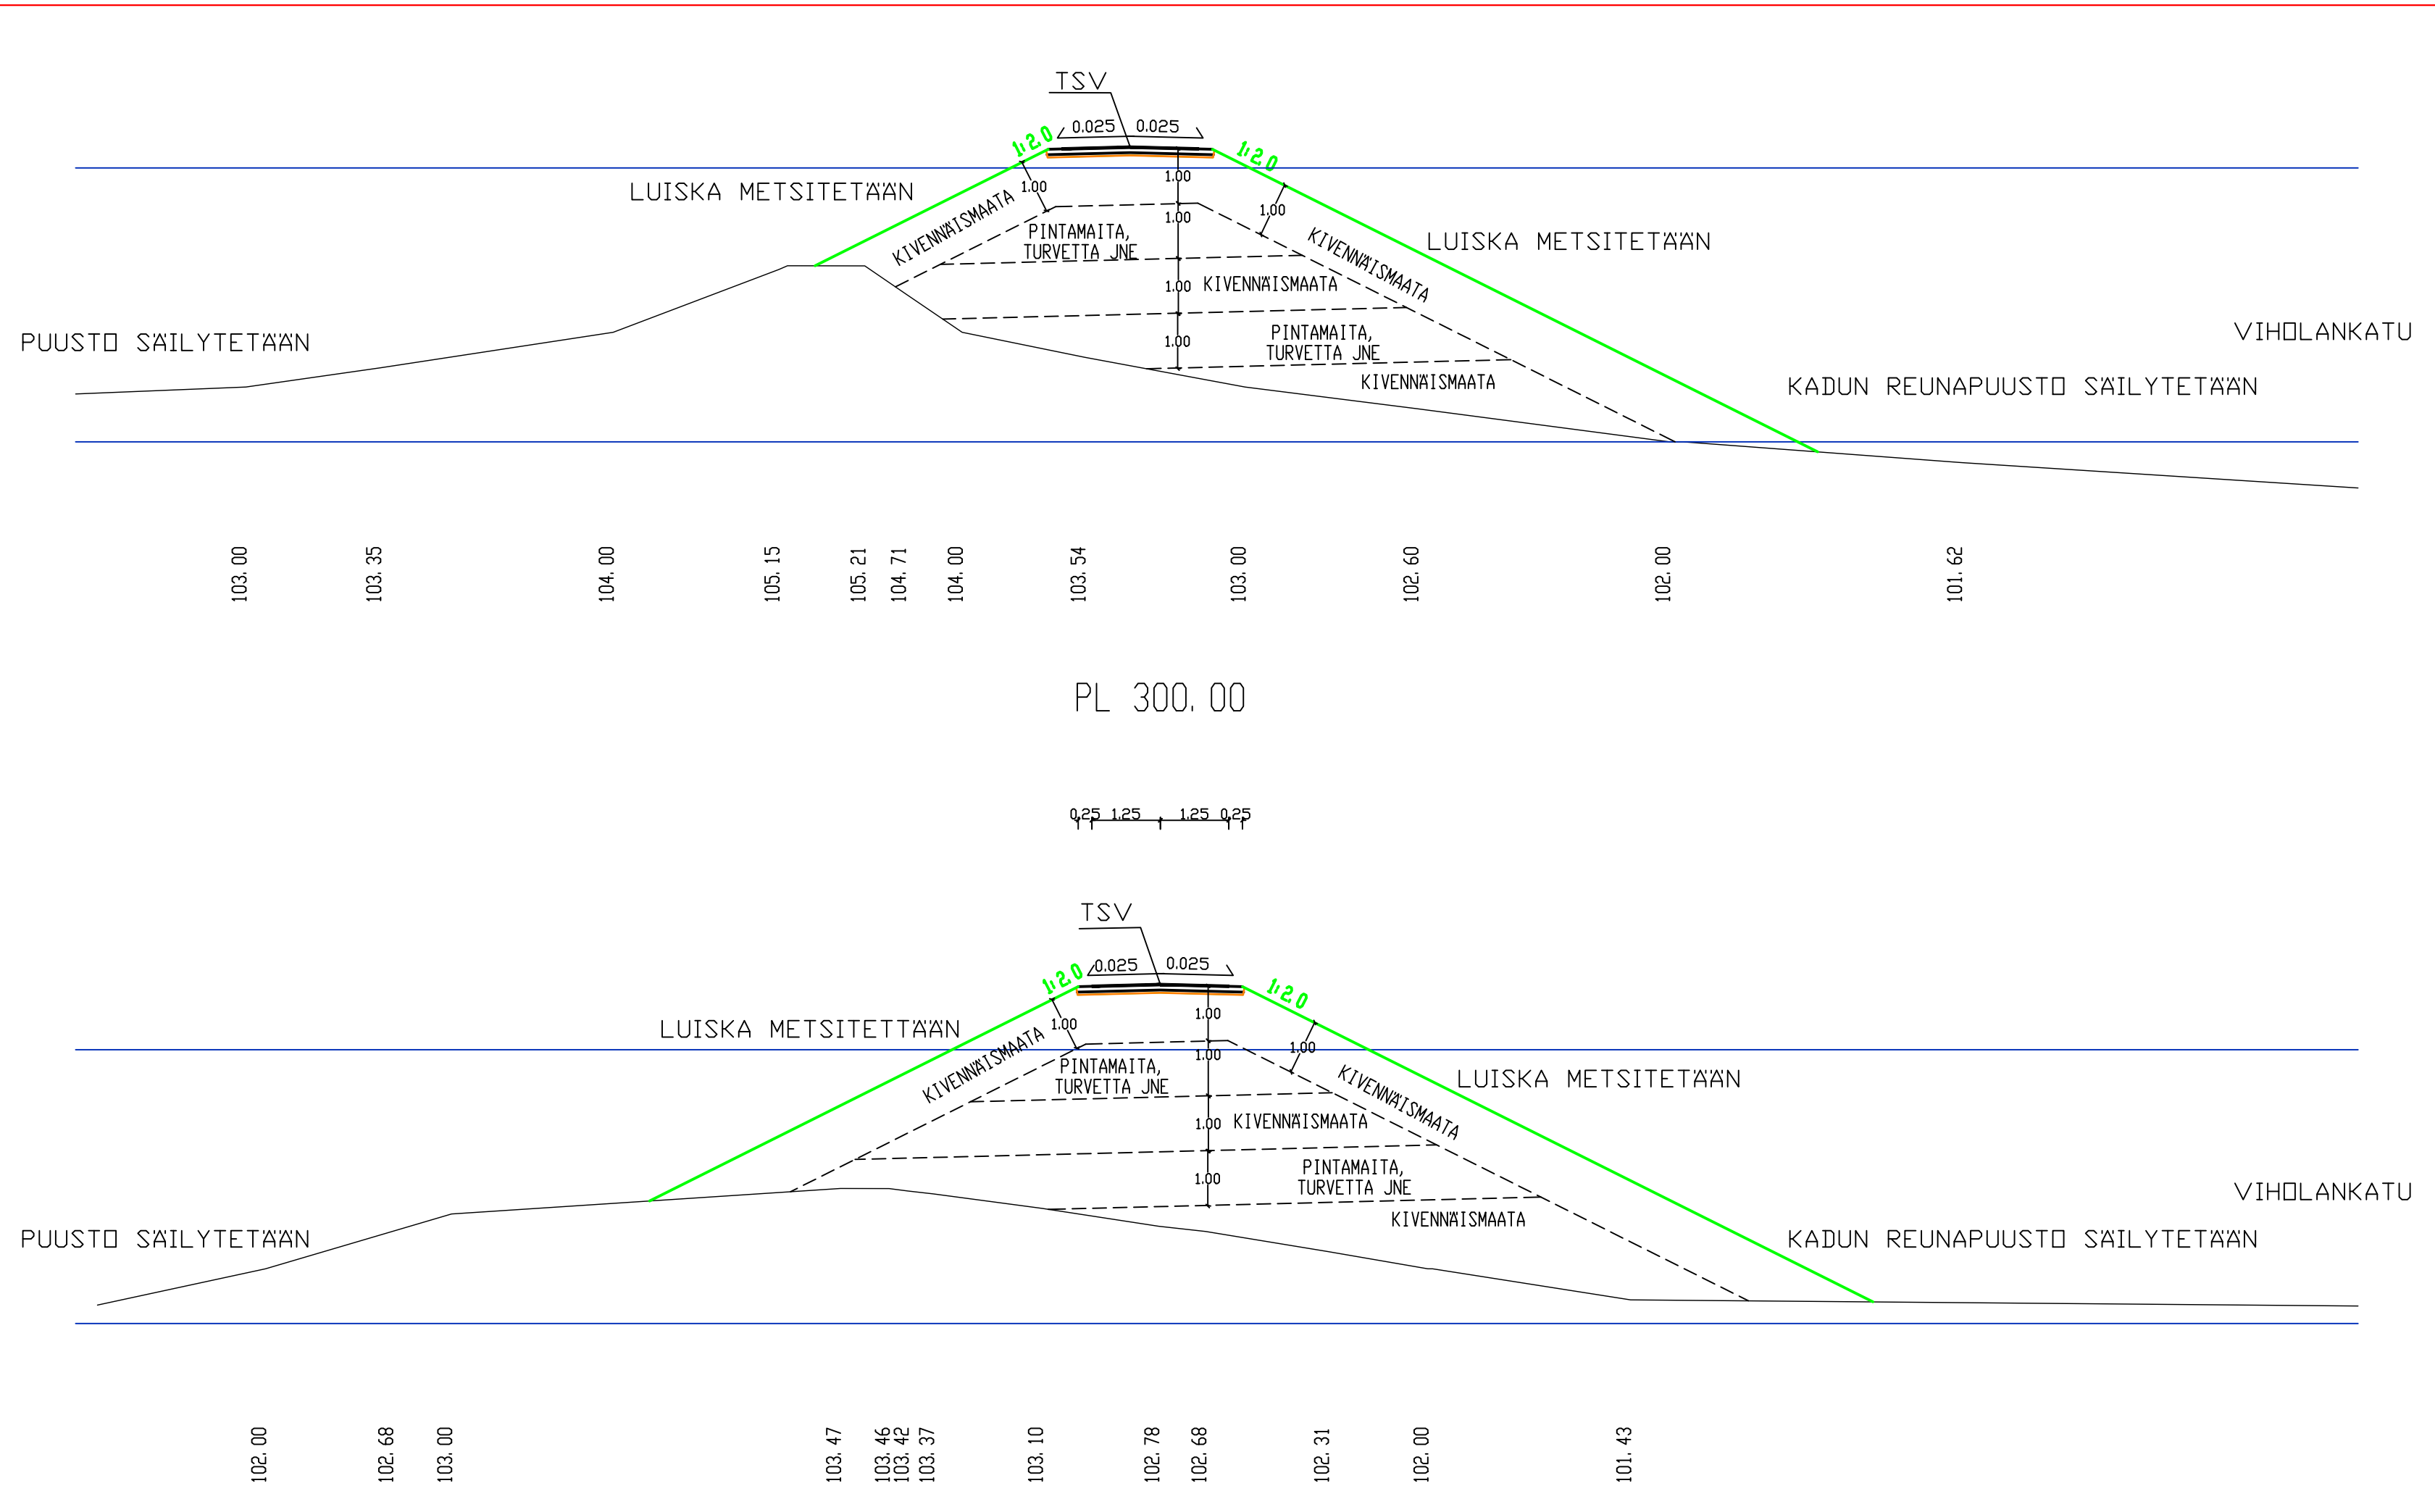 TSV
0.025 0.025
1:2.0 1:2.0
1.00 1.00
1.00
1.00
1.00
1.00
LUISKA METSITETÄÄN
KIVENNÄISMAATA
PINTAMAITA,
TURVETTA JNE
KIVENNÄISMAATA
LUISKA METSITETÄÄN
KIVENNÄISMAATA
PINTAMAITA,
TURVETTA JNE
KIVENNÄISMAATA
PUUSTO SÄILYTETÄÄN
VIHOLANKATU
KADUN REUNAPUUSTO SÄILYTETÄÄN
103.00
103.35
104.00
105.15
105.21
104.71
104.00
103.54
103.00
102.60
102.00
101.62
PL 300.00
0.25 1.25 1.25 0.25
TSV
0.025 0.025
1:2.0 1:2.0
1.00 1.00
1.00
1.00
1.00
1.00
LUISKA METSITETTÄÄN
KIVENNÄISMAATA
PINTAMAITA,
TURVETTA JNE
KIVENNÄISMAATA
LUISKA METSITETÄÄN
KIVENNÄISMAATA
PINTAMAITA,
TURVETTA JNE
KIVENNÄISMAATA
VIHOLANKATU
PUUSTO SÄILYTETÄÄN
KADUN REUNAPUUSTO SÄILYTETÄÄN
102.00
102.68
103.00
103.47
103.46
103.42
103.37
103.10
102.78
102.68
102.31
102.00
101.43